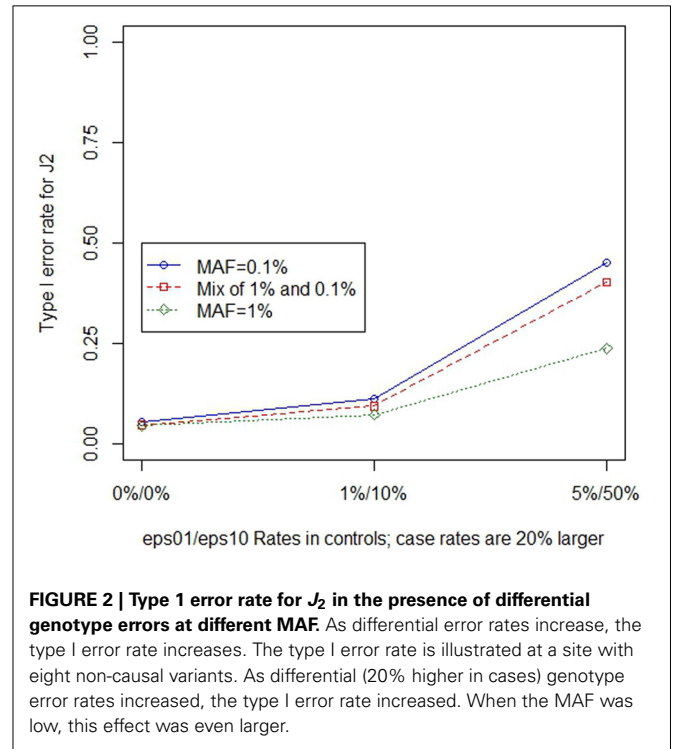 1.00
0.75
0.50
0.25
0.00
Type I error rate for J2
MAF=0.1%
Mix of 1% and 0.1%
MAF=1%
0%/0%
1%/10%
5%/50%
eps01/eps10 Rates in controls; case rates are 20% larger
FIGURE 2 | Type 1 error rate for J2 in the presence of differential
genotype errors at different MAF. As differential error rates increase, the
type I error rate increases. The type I error rate is illustrated at a site with
eight non-causal variants. As differential (20% higher in cases) genotype
error rates increased, the type I error rate increased. When the MAF was
low, this effect was even larger.